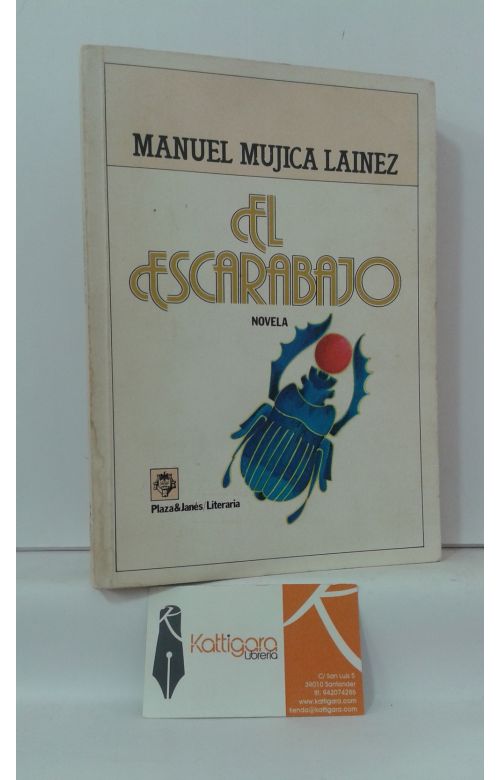 MANUEL MUJICA LAINEZ
EL
ESCARABAJO
NOVELA
Plaza&Janés/Literaria
Kattigara
Librería
C/ San Luis 5
39010 Santander
tlf: 942074286
www.kattigara.com
tienda@kattigara.com